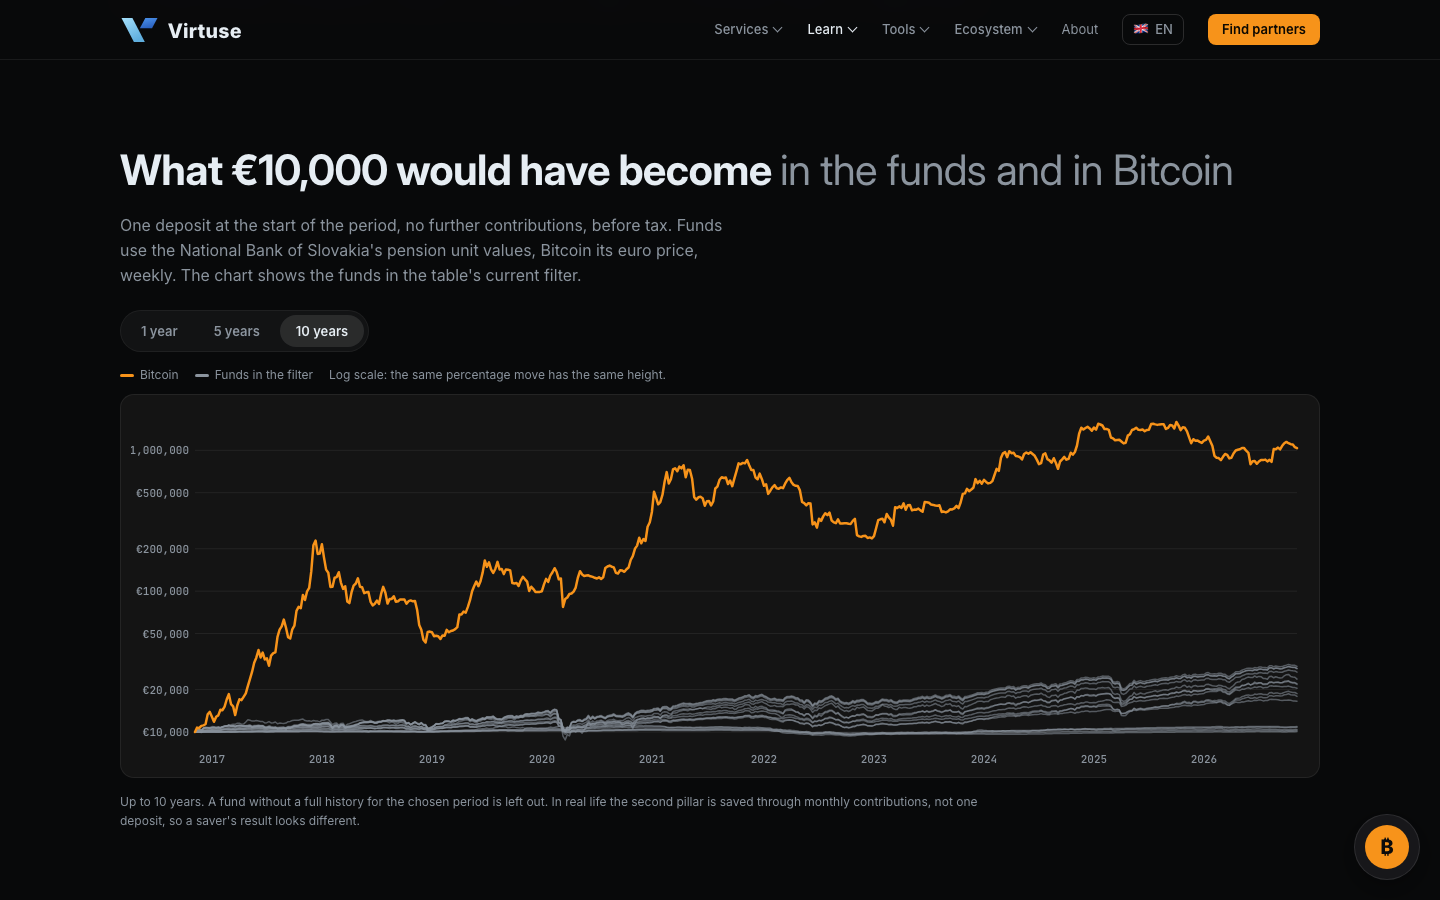 Virtuse
Services
Learn
Tools
Ecosystem
About
EN
Find partners
What €10,000 would have become in the funds and in Bitcoin
One deposit at the start of the period, no further contributions, before tax. Funds
use the National Bank of Slovakia's pension unit values, Bitcoin its euro price,
weekly. The chart shows the funds in the table's current filter.
1 year
5 years
10 years
Bitcoin
Funds in the filter
Log scale: the same percentage move has the same height.
1,000,000
€500,000
€200,000
€100,000
€50,000
€20,000
€10,000
2017
2018
2019
2020
2021
2022
2023
2024
2025
2026
Up to 10 years. A fund without a full history for the chosen period is left out. In real life the second pillar is saved through monthly contributions, not one
deposit, so a saver's result looks different.